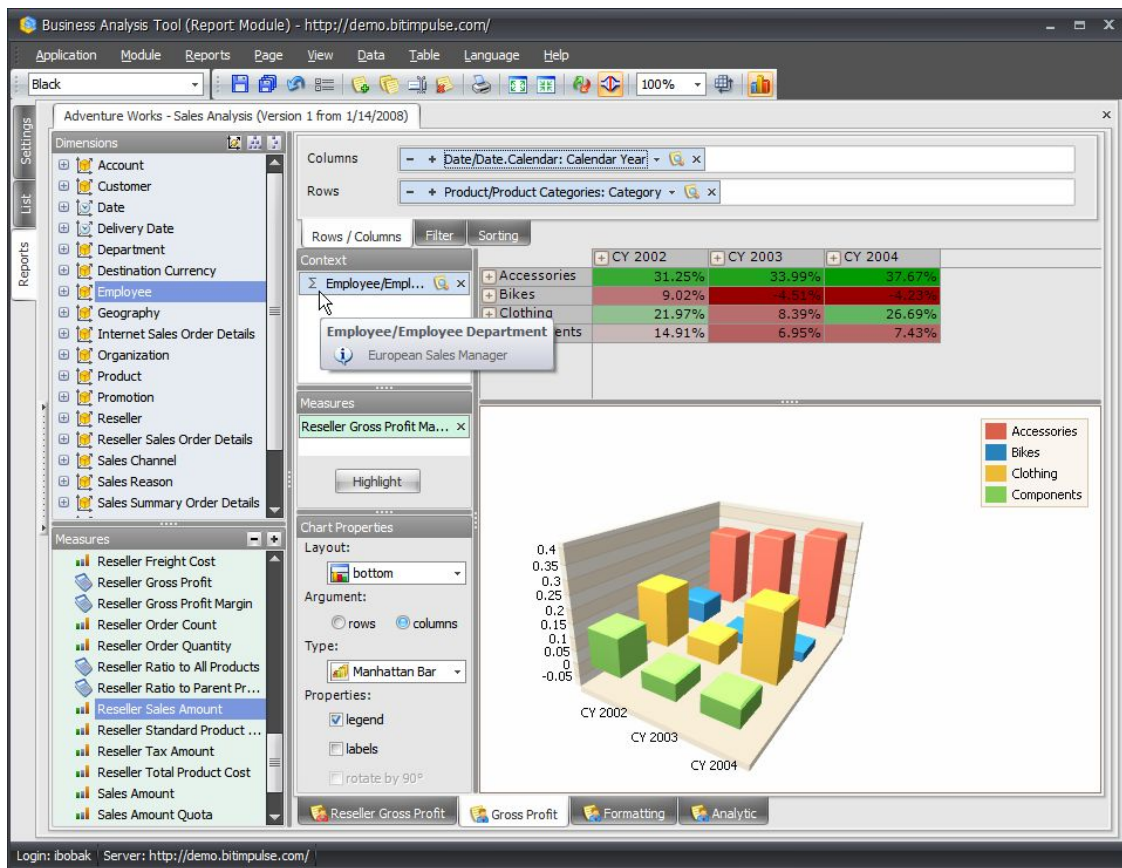 Business Analysis Tool (Report Module) - http://demo.bitimpulse.com/
Application Module Reports Page View Data Table Language Help
Black 100%
Adventure Works - Sales Analysis (Version 1 from 1/14/2008)
Settings
List
Reports
Dimensions
Account
Customer
Date
Delivery Date
Department
Destination Currency
Employee
Geography
Internet Sales Order Details
Organization
Product
Promotion
Reseller
Reseller Sales Order Details
Sales Channel
Sales Reason
Sales Summary Order Details
Measures
Reseller Freight Cost
Reseller Gross Profit
Reseller Gross Profit Margin
Reseller Order Count
Reseller Order Quantity
Reseller Ratio to All Products
Reseller Ratio to Parent Pr...
Reseller Sales Amount
Reseller Standard Product ...
Reseller Tax Amount
Reseller Total Product Cost
Sales Amount
Sales Amount Quota
Columns - + Date/Date.Calendar: Calendar Year
Rows - + Product/Product Categories: Category
Rows / Columns Filter Sorting
Context
Σ Employee/Empl...
Employee/Employee Department
European Sales Manager
Measures
Reseller Gross Profit Ma...
Highlight
Chart Properties
Layout:
bottom
Argument:
rows columns
Type:
Manhattan Bar
Properties:
legend
labels
rotate by 90°
CY 2002 CY 2003 CY 2004
Accessories 31.25% 33.99% 37.67%
Bikes 9.02% -4.51% -4.23%
Clothing 21.97% 8.39% 26.69%
ents 14.91% 6.95% 7.43%
Accessories
Bikes
Clothing
Components
0.4
0.35
0.3
0.25
0.2
0.15
0.1
0.05
0
-0.05
CY 2002
CY 2003
CY 2004
Reseller Gross Profit Gross Profit Formatting Analytic
Login: ibobak Server: http://demo.bitimpulse.com/